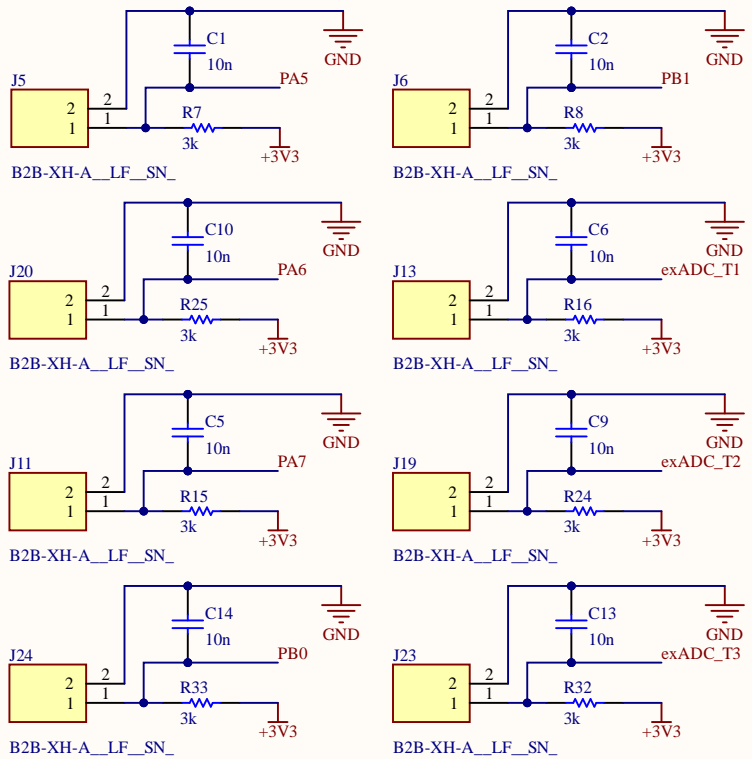 C1
10n
GND
J5
2
2
1
1
PA5
R7
3k
+3V3
B2B-XH-A__LF__SN_
C2
10n
GND
J6
2
2
1
1
PB1
R8
3k
+3V3
B2B-XH-A__LF__SN_
C10
10n
GND
J20
2
2
1
1
PA6
R25
3k
+3V3
B2B-XH-A__LF__SN_
C6
10n
GND
J13
2
2
1
1
exADC_T1
R16
3k
+3V3
B2B-XH-A__LF__SN_
C5
10n
GND
J11
2
2
1
1
PA7
R15
3k
+3V3
B2B-XH-A__LF__SN_
C9
10n
GND
J19
2
2
1
1
exADC_T2
R24
3k
+3V3
B2B-XH-A__LF__SN_
C14
10n
GND
J24
2
2
1
1
PB0
R33
3k
+3V3
B2B-XH-A__LF__SN_
C13
10n
GND
J23
2
2
1
1
exADC_T3
R32
3k
+3V3
B2B-XH-A__LF__SN_